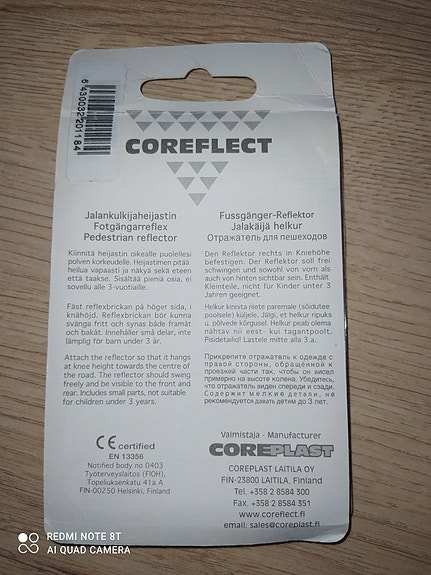 6430032201184
COREFLECT
Jalankulkijaheijastin
Fotgängarreflex
Pedestrian reflector
Kiinnitä heijastin oikealle puolellesi
polven korkeudelle. Heijastimen pitää
heilua vapaasti ja näkyä sekä eteen
että taakse. Sisältää pieniä osia, ei
sovellu alle 3-vuotiaille.
Fäst reflexbrickan på höger sida, i
knähöjd. Reflexbrickan bör kunna
svänga fritt och synas både framåt
och bakåt. Innehåller små delar, inte
lämplig för barn under 3 år.
Attach the reflector so that it hangs
at knee height towards the centre of
the road. The reflector should swing
freely and be visible to the front and
rear. Includes small parts, not suitable
for children under 3 years.
CE certified
EN 13356
Notified body no 0403
Työterveyslaitos (FIOH),
Topeliuksenkatu 41a A
FIN-00250 Helsinki, Finland
Fussgänger-Reflektor
Jalakäijä helkur
Отражатель для пешеходов
Den Reflektor rechts in Kniehöhe
befestigen. Der Reflektor soll frei
schwingen und sowohl von vorn als
auch von hinten sichtbar sein. Enthält
Kleinteile, nicht für Kinder unter 3
Jahren geeignet.
Helkur kinnita riiete paremale (sõidutee
poolsele) küljele. Jälgi, et helkur ripuks
u. põlvede kõrgusel. Helkur peab olema
nähtav nii eest- kui tagantpoolt.
Pisidetailid! Lastele mitte alla 3.a.
Прикрепите отражатель к одежде с
правой стороны, обращённой к
проезжей части так, чтобы он висел
примерно на высоте колена. Убедитесь,
что отражатель виден спереди и сзади.
Содержит мелкие детали, не
рекомендуется давать детям до 3 лет.
Valmistaja - Manufacturer
COREPLAST
COREPLAST LAITILA OY
FIN-23800 LAITILA, Finland
Tel. +358 2 8584 300
Fax. +358 2 8584 351
www.coreflect.fi
email: sales@coreplast.fi
REDMI NOTE 8T
AI QUAD CAMERA